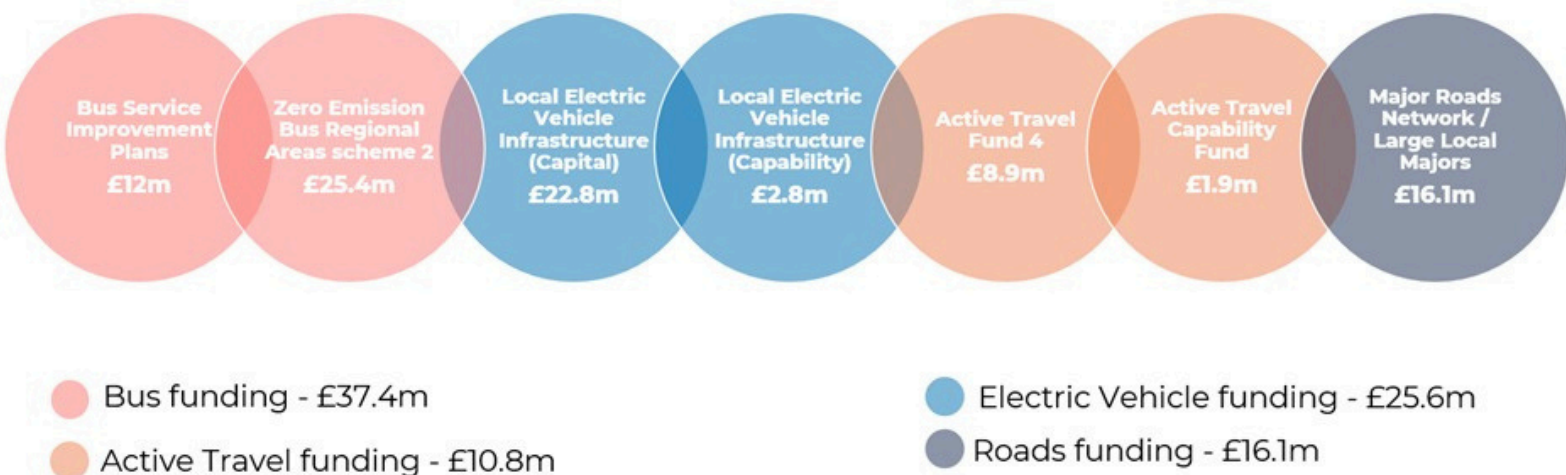 Bus Service
Improvement
Plans
£12m
Zero Emission
Bus Regional
Areas scheme 2
£25.4m
Local Electric
Vehicle
Infrastructure
(Capital)
£22.8m
Local Electric
Vehicle
Infrastructure
(Capability)
£2.8m
Active Travel
Fund 4
£8.9m
Active Travel
Capability
Fund
£1.9m
Major Roads
Network /
Large Local
Majors
£16.1m
Bus funding - £37.4m
Electric Vehicle funding - £25.6m
Active Travel funding - £10.8m
Roads funding - £16.1m